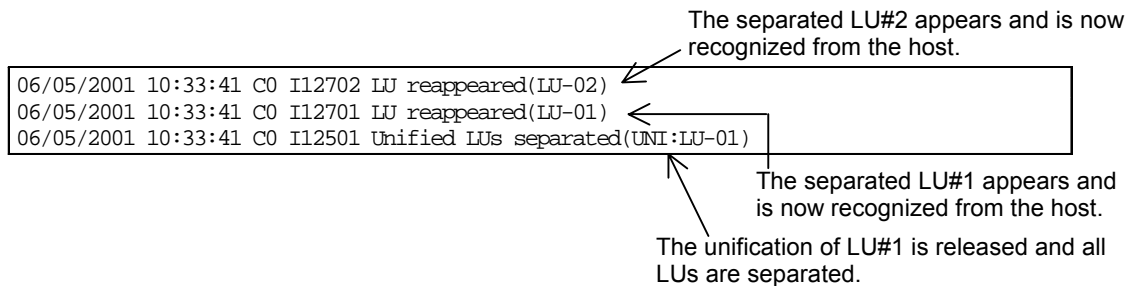 The separated LU#2 appears and is now
recognized from the host.
06/05/2001 10:33:41 C0 I12702 LU reappeared(LU-02)
06/05/2001 10:33:41 C0 I12701 LU reappeared(LU-01)
06/05/2001 10:33:41 C0 I12501 Unified LUs separated(UNI:LU-01)
The separated LU#1 appears and
is now recognized from the host.
The unification of LU#1 is released and all
LUs are separated.